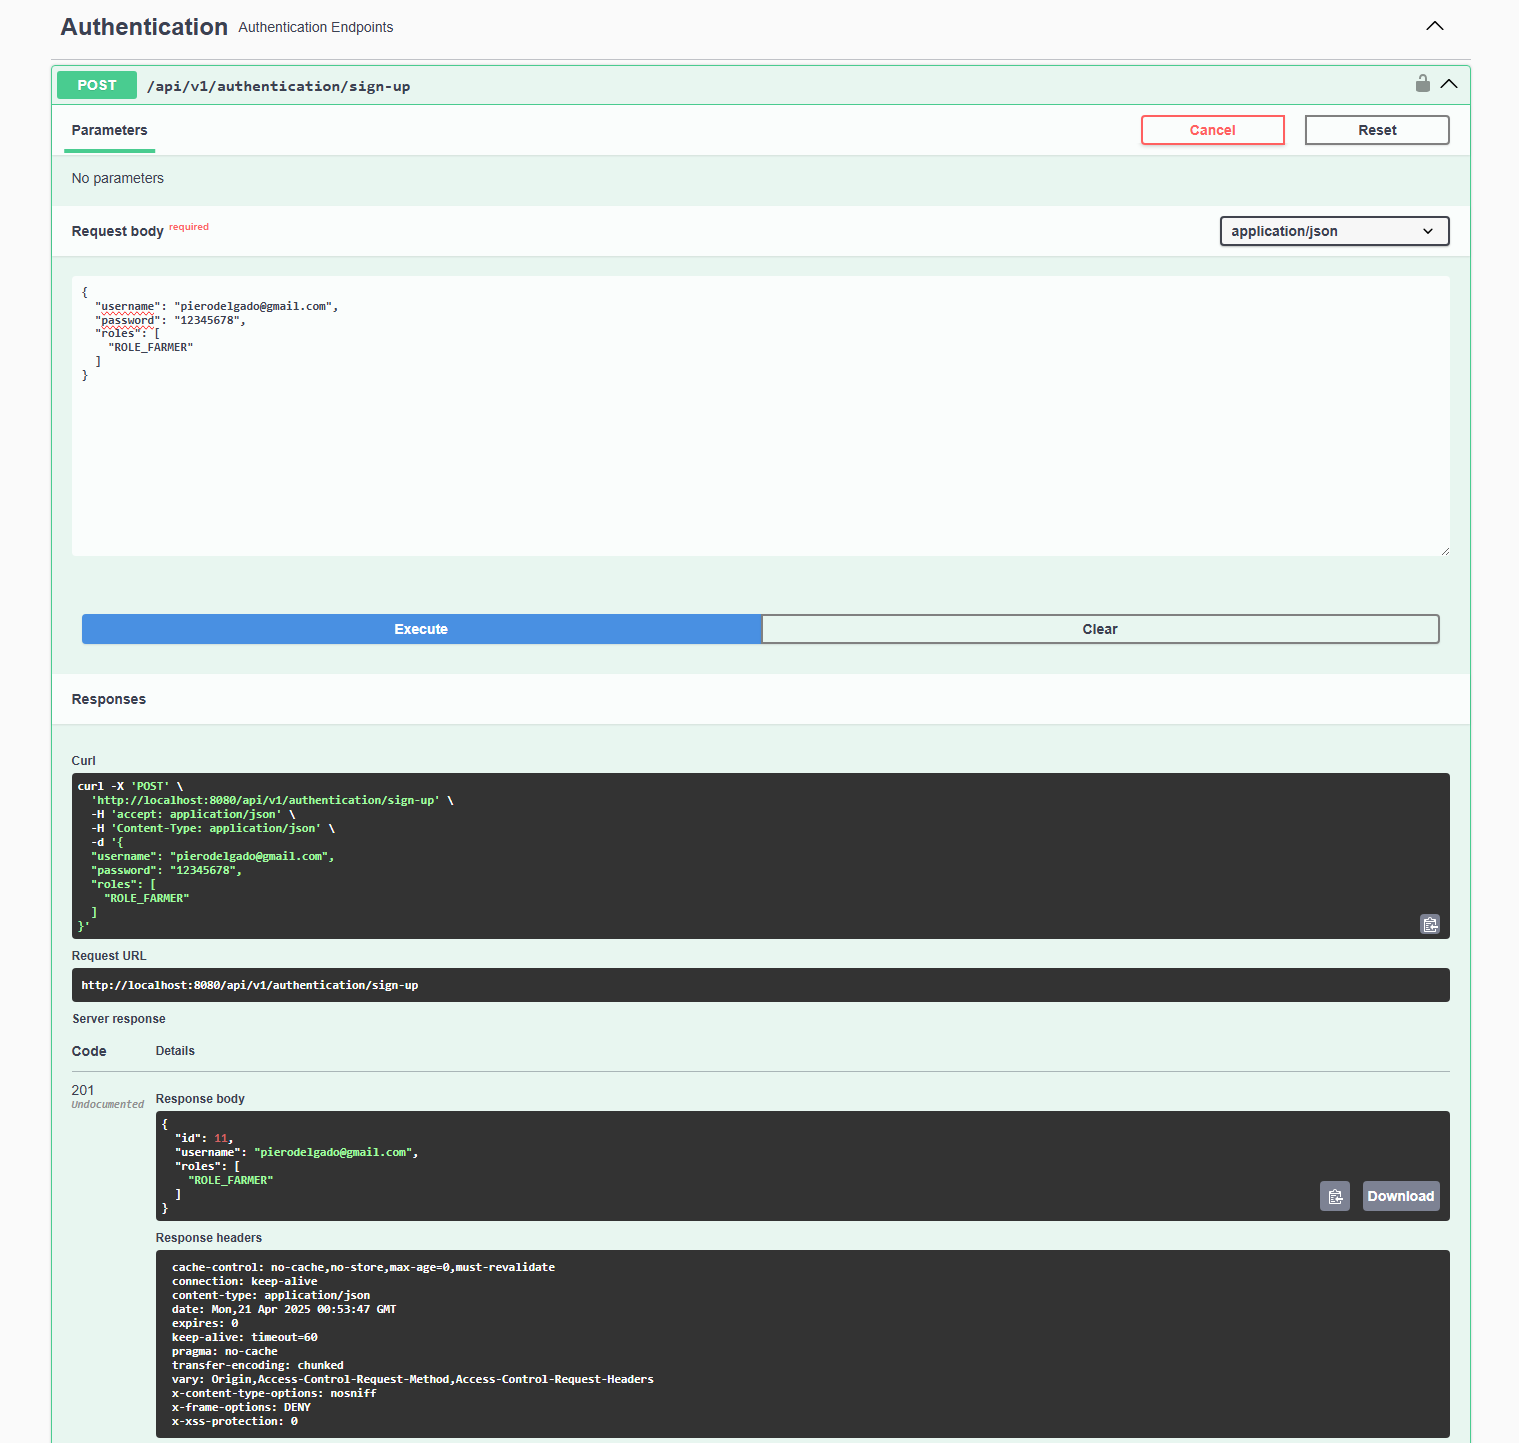 Authentication Authentication Endpoints
POST /api/v1/authentication/sign-up
Parameters Cancel Reset
No parameters
Request body required application/json
{
  "username": "pierodelgado@gmail.com",
  "password": "12345678",
  "roles": [
    "ROLE_FARMER"
  ]
}
Execute Clear
Responses
Curl
curl -X 'POST' \
  'http://localhost:8080/api/v1/authentication/sign-up' \
  -H 'accept: application/json' \
  -H 'Content-Type: application/json' \
  -d '{
  "username": "pierodelgado@gmail.com",
  "password": "12345678",
  "roles": [
    "ROLE_FARMER"
  ]
}'
Request URL
http://localhost:8080/api/v1/authentication/sign-up
Server response
Code Details
201
Undocumented
Response body
{
  "id": 11,
  "username": "pierodelgado@gmail.com",
  "roles": [
    "ROLE_FARMER"
  ]
}
Download
Response headers
cache-control: no-cache,no-store,max-age=0,must-revalidate
connection: keep-alive
content-type: application/json
date: Mon,21 Apr 2025 00:53:47 GMT
expires: 0
keep-alive: timeout=60
pragma: no-cache
transfer-encoding: chunked
vary: Origin,Access-Control-Request-Method,Access-Control-Request-Headers
x-content-type-options: nosniff
x-frame-options: DENY
x-xss-protection: 0